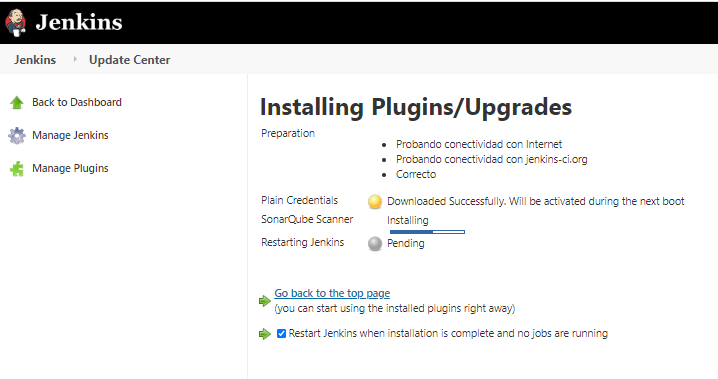 Jenkins
Jenkins Update Center
Back to Dashboard
Manage Jenkins
Manage Plugins
Installing Plugins/Upgrades
Preparation
Probando conectividad con Internet
Probando conectividad con jenkins-ci.org
Correcto
Plain Credentials Downloaded Successfully. Will be activated during the next boot
SonarQube Scanner Installing
Restarting Jenkins Pending
Go back to the top page
(you can start using the installed plugins right away)
Restart Jenkins when installation is complete and no jobs are running